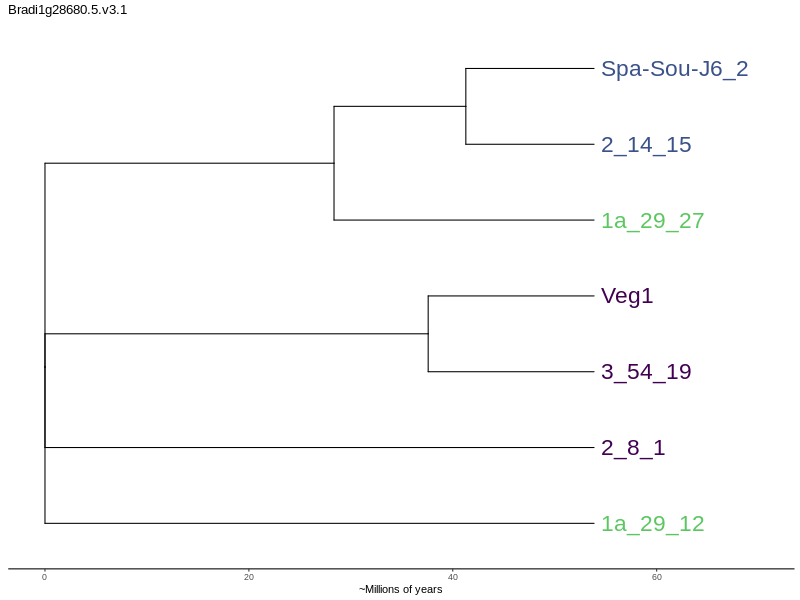 Bradi1g28680.5.v3.1
Spa-Sou-J6_2
2_14_15
1a_29_27
Veg1
3_54_19
2_8_1
1a_29_12
0 20 40 60
~Millions of years